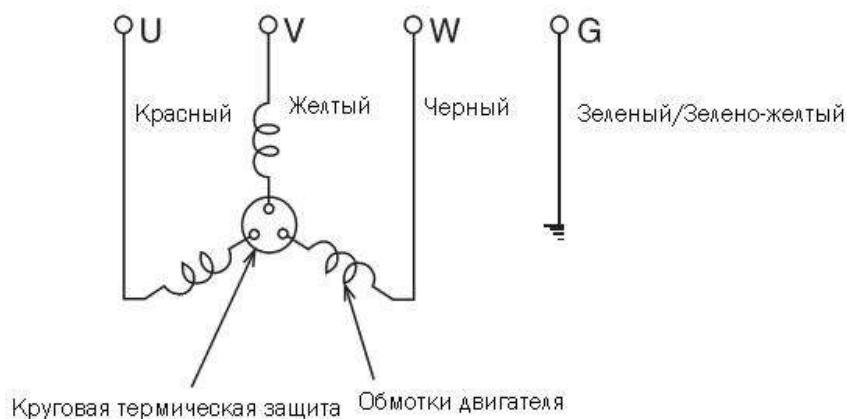 U V W G
Красный Желтый Черный Зеленый/Зелено-желтый
Круговая термическая защита Обмотки двигателя